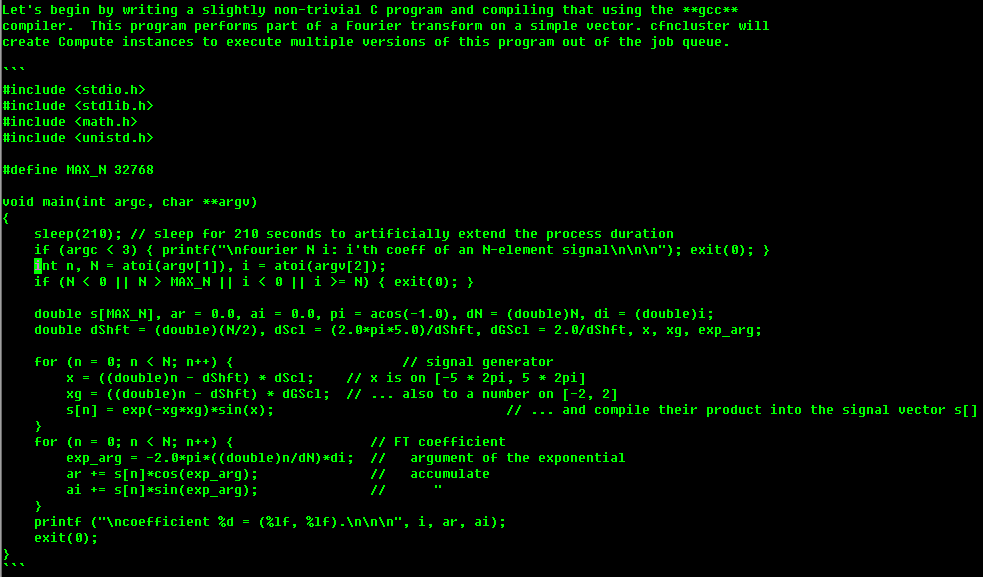 Let's begin by writing a slightly non-trivial C program and compiling that using the **gcc**
compiler.  This program performs part of a Fourier transform on a simple vector. cfncluster will
create Compute instances to execute multiple versions of this program out of the job queue.

```
#include <stdio.h>
#include <stdlib.h>
#include <math.h>
#include <unistd.h>

#define MAX_N 32768

void main(int argc, char **argv)
{
    sleep(210); // sleep for 210 seconds to artificially extend the process duration
    if (argc < 3) { printf("\nfourier N i: i'th coeff of an N-element signal\n\n\n"); exit(0); }
    int n, N = atoi(argv[1]), i = atoi(argv[2]);
    if (N < 0 || N > MAX_N || i < 0 || i >= N) { exit(0); }

    double s[MAX_N], ar = 0.0, ai = 0.0, pi = acos(-1.0), dN = (double)N, di = (double)i;
    double dShft = (double)(N/2), dScl = (2.0*pi*5.0)/dShft, dGScl = 2.0/dShft, x, xg, exp_arg;

    for (n = 0; n < N; n++) {                     // signal generator
        x = ((double)n - dShft) * dScl;    // x is on [-5 * 2pi, 5 * 2pi]
        xg = ((double)n - dShft) * dGScl;  // ... also to a number on [-2, 2]
        s[n] = exp(-xg*xg)*sin(x);                             // ... and compile their product into the signal vector s[]
    }
    for (n = 0; n < N; n++) {                 // FT coefficient
        exp_arg = -2.0*pi*((double)n/dN)*di;  //   argument of the exponential
        ar += s[n]*cos(exp_arg);              //   accumulate
        ai += s[n]*sin(exp_arg);              //      "
    }
    printf ("\ncoefficient %d = (%lf, %lf).\n\n\n", i, ar, ai);
    exit(0);
}
```